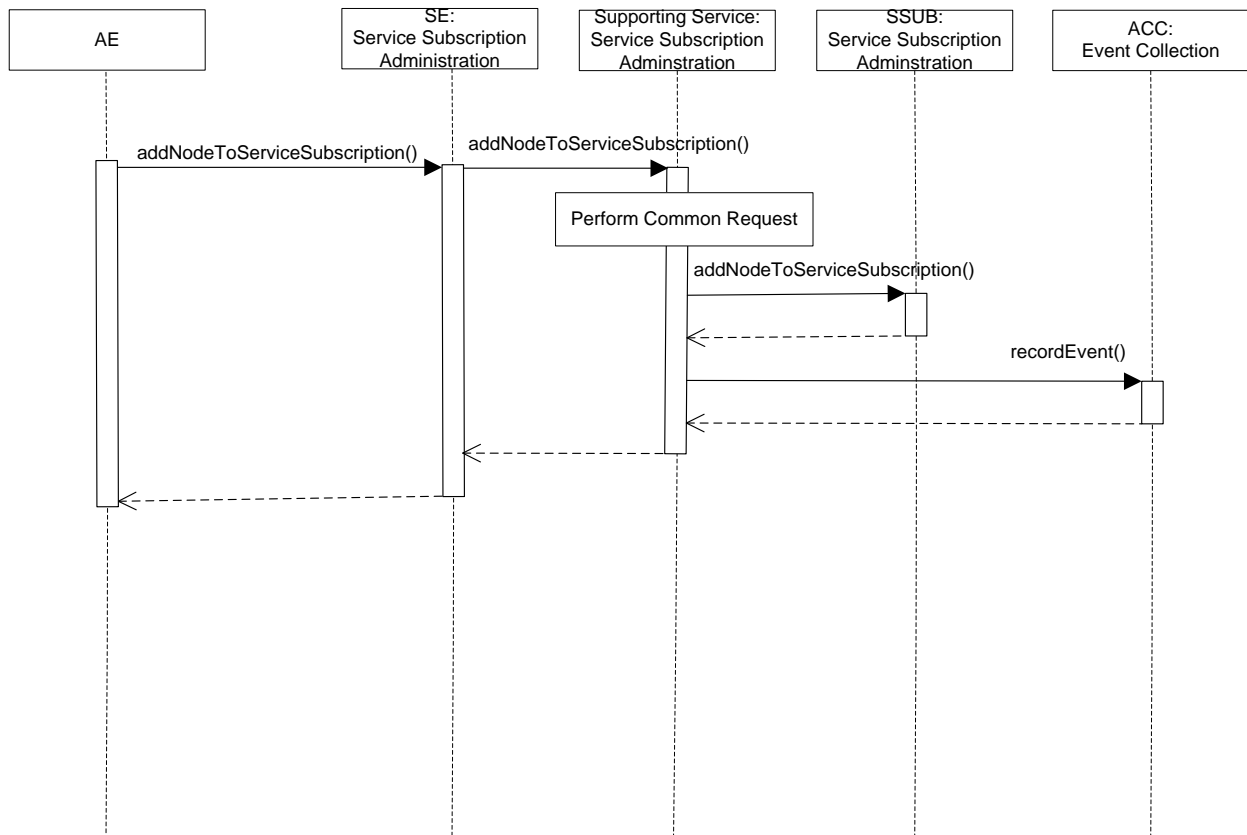 AE
SE:
Service Subscription
Administration
Supporting Service:
Service Subscription
Adminstration
SSUB:
Service Subscription
Adminstration
ACC:
Event Collection
addNodeToServiceSubscription()
addNodeToServiceSubscription()
Perform Common Request
addNodeToServiceSubscription()
recordEvent()